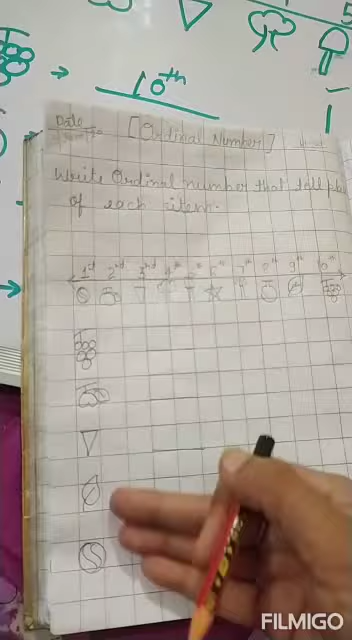 5
10th
Date
[Ordinal Number]
Write Ordinal number that tell
of each item.
1st 2nd 3rd 4th 5th 6th 7th 8th 9th 10th
FILMIGO